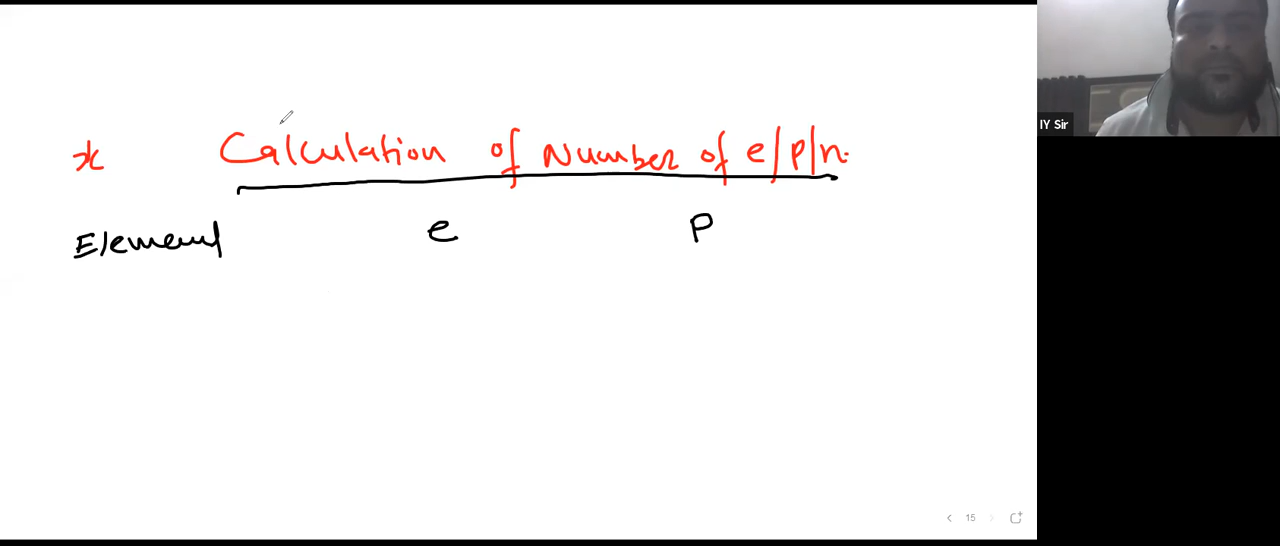 * Calculation of Number of e/p/n.
Element e P
IY Sir
15